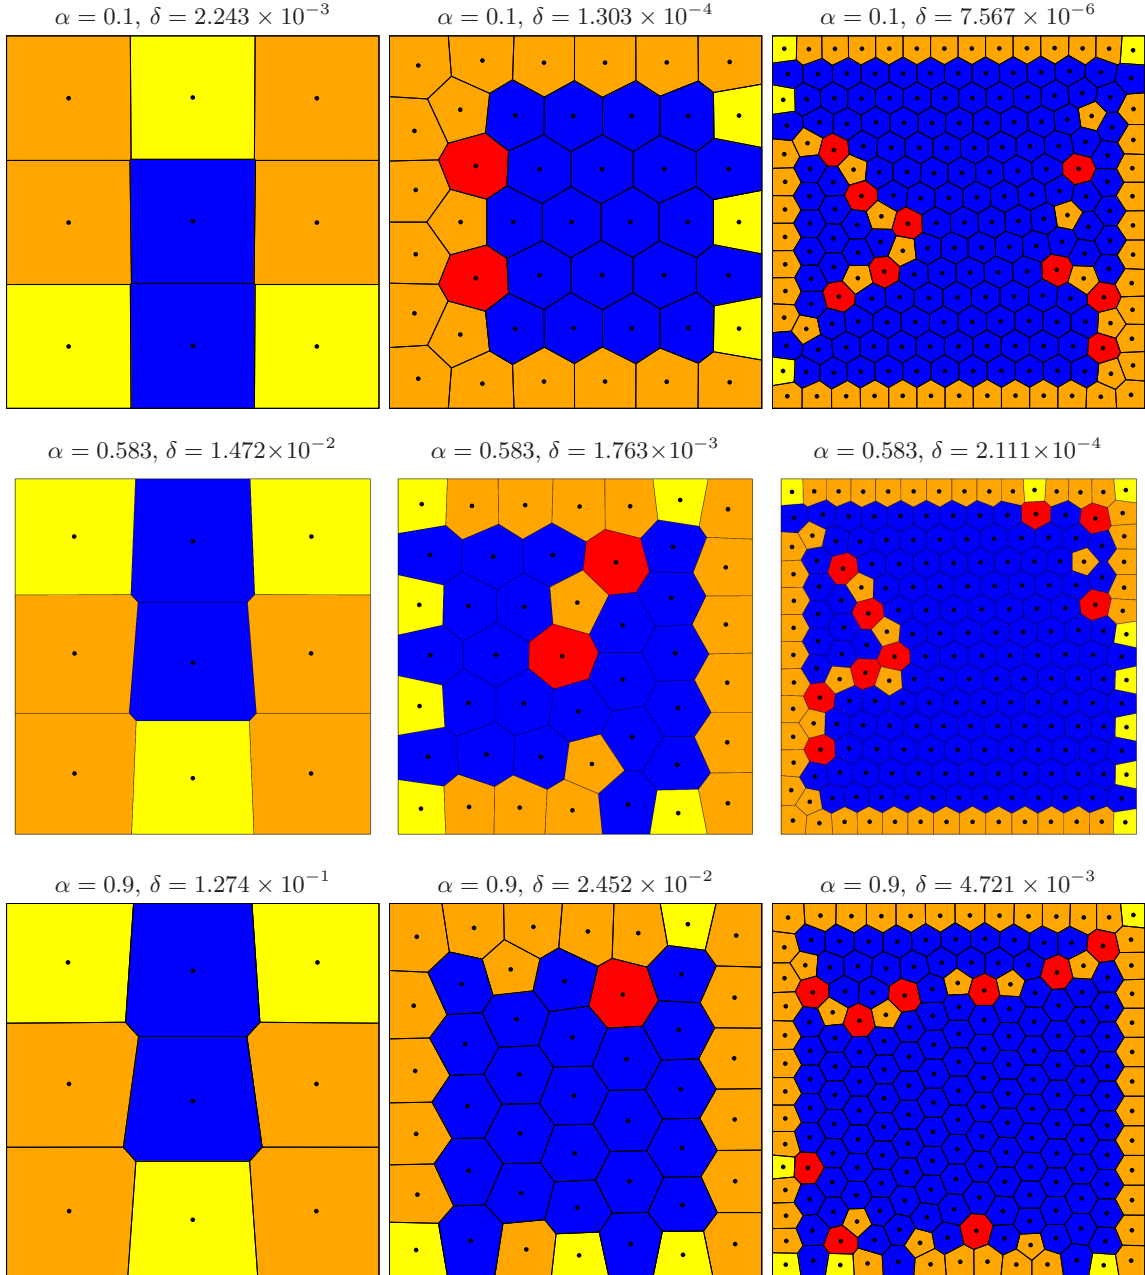 α = 0.1, δ = 2.243 × 10⁻³
α = 0.1, δ = 1.303 × 10⁻⁴
α = 0.1, δ = 7.567 × 10⁻⁶
α = 0.583, δ = 1.472×10⁻²
α = 0.583, δ = 1.763×10⁻³
α = 0.583, δ = 2.111×10⁻⁴
α = 0.9, δ = 1.274 × 10⁻¹
α = 0.9, δ = 2.452 × 10⁻²
α = 0.9, δ = 4.721 × 10⁻³